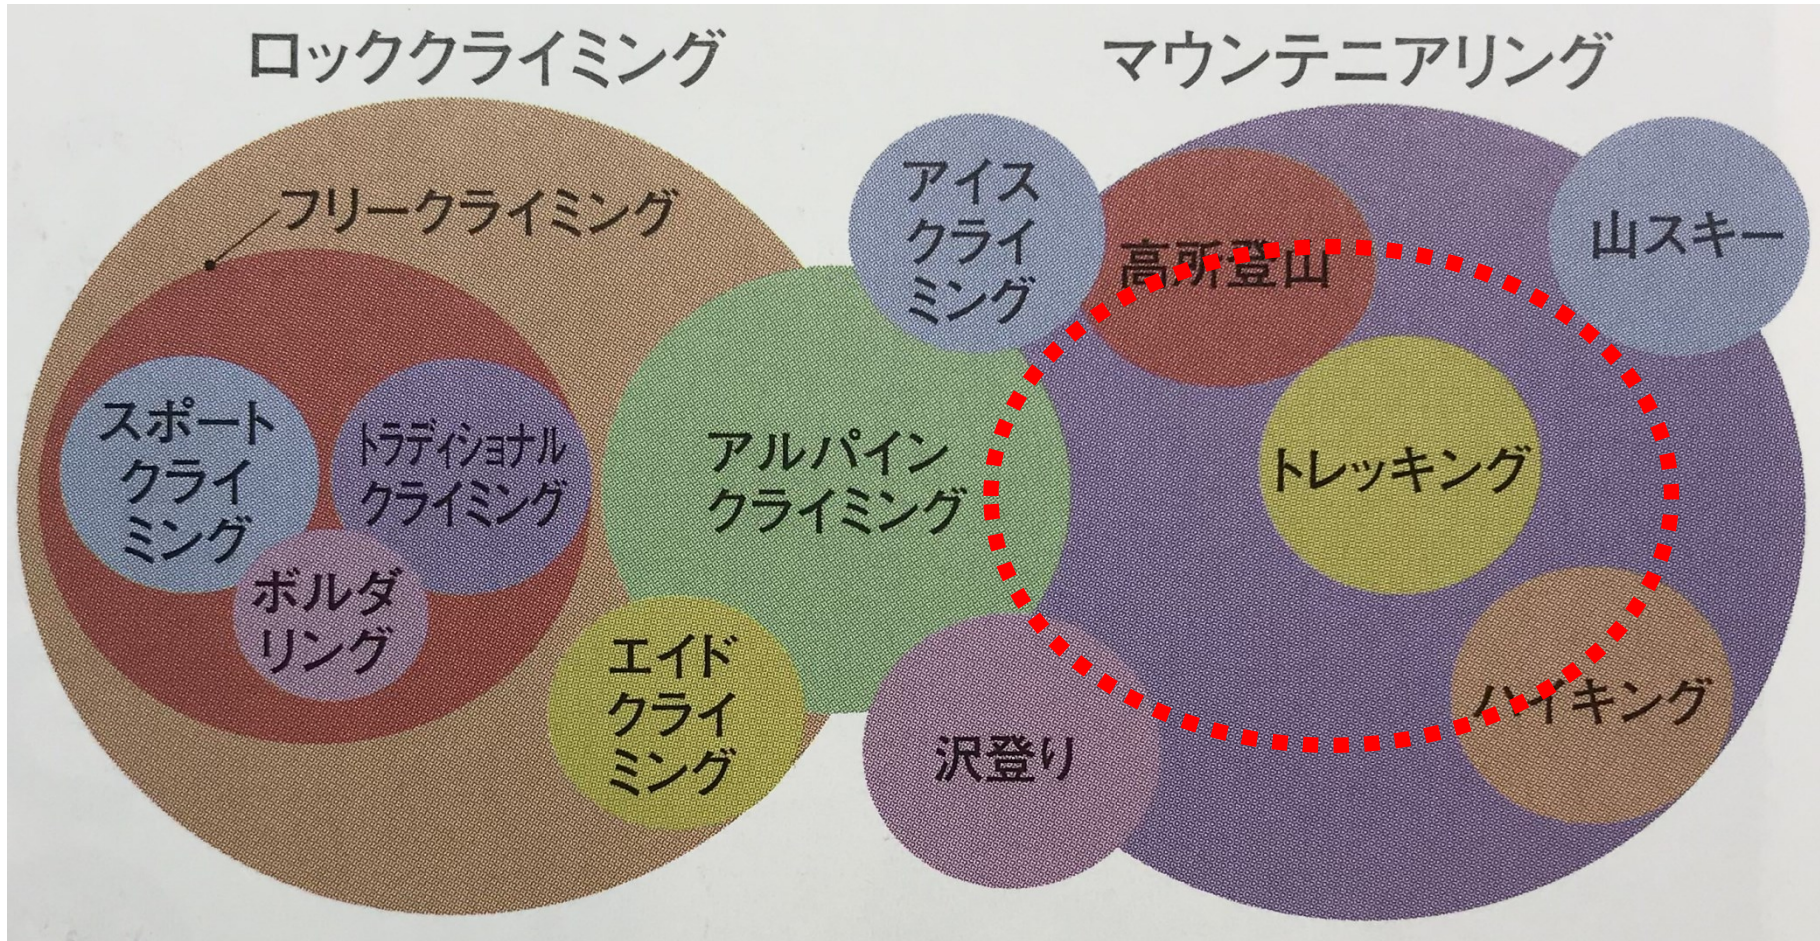 ロッククライミング
マウンテニアリング
フリークライミング
スポート
クライ
ミング
トラディショナル
クライミング
ボルダ
リング
アルパイン
クライミング
エイド
クライ
ミング
アイス
クライ
ミング
高所登山
山スキー
トレッキング
ハイキング
沢登り